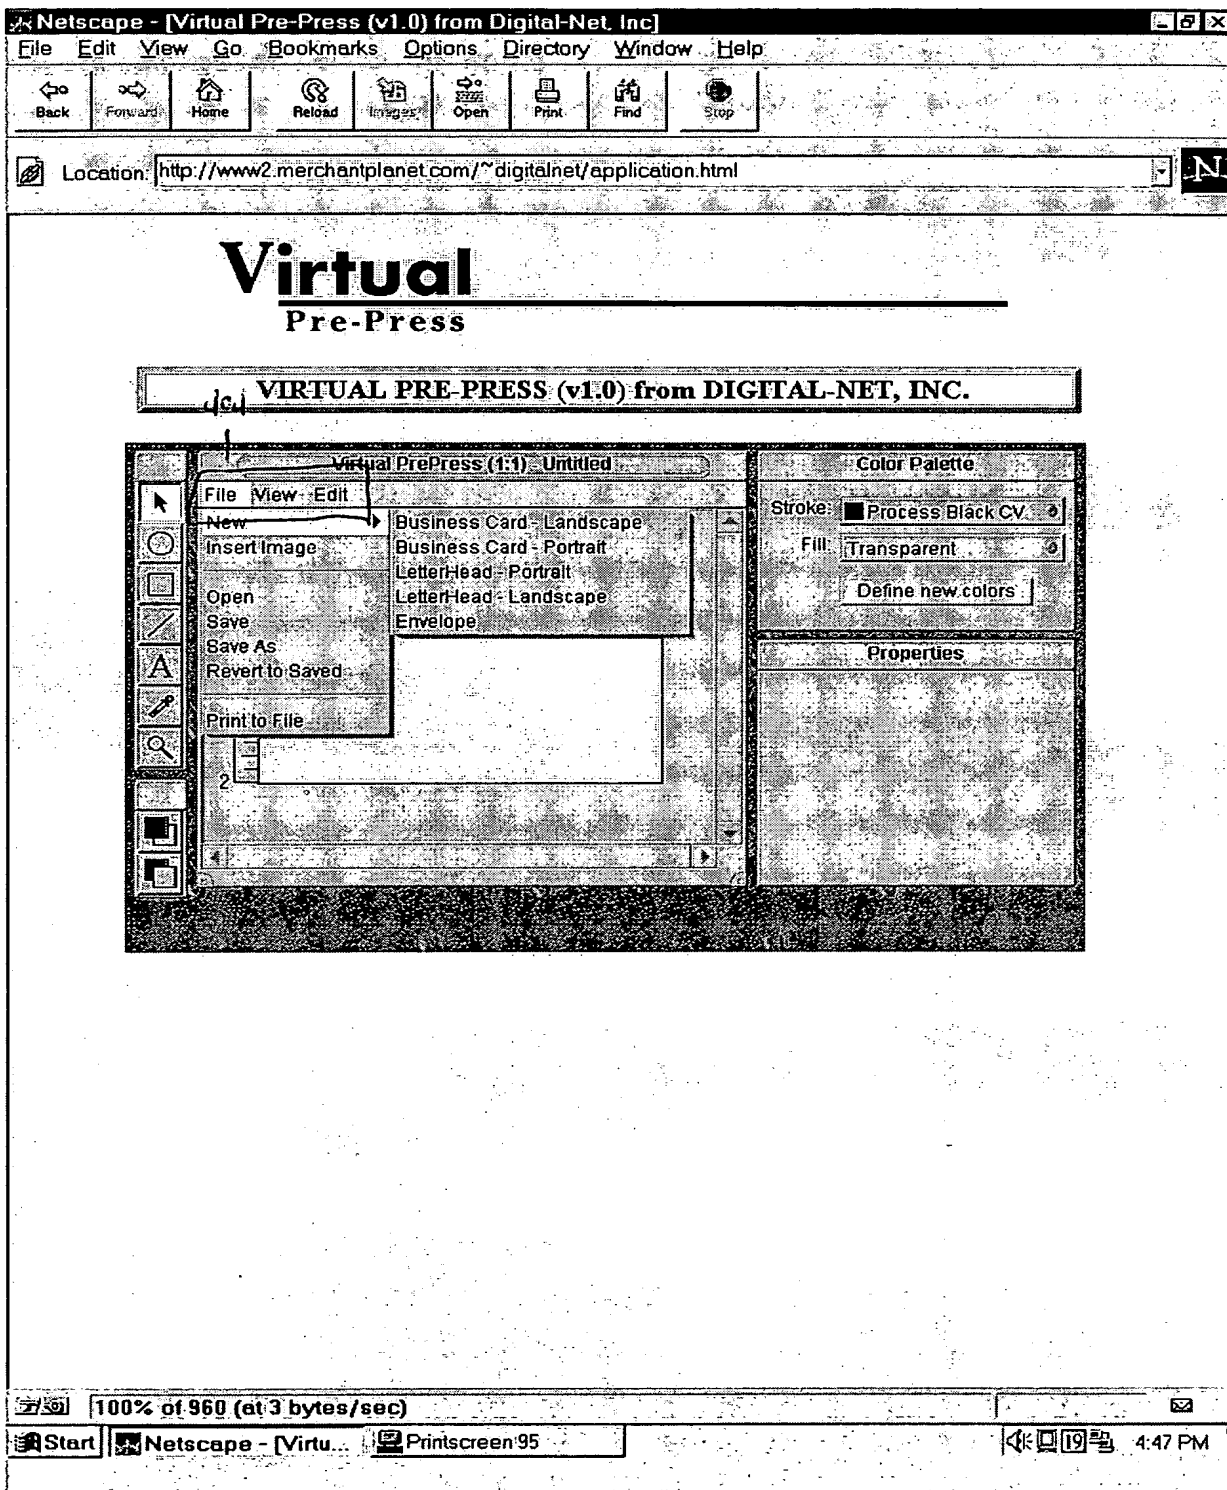 Netscape - [Virtual Pre-Press (v1.0) from Digital-Net, Inc]
File Edit View Go Bookmarks Options Directory Window Help
Back Forward Home Reload Images Open Print Find Stop
Location: http://www2.merchantplanet.com/~digitalnet/application.html
N
Virtual
Pre-Press
VIRTUAL PRE-PRESS (v1.0) from DIGITAL-NET, INC.
Virtual PrePress (1:1) - Untitled
File View Edit
New
Insert Image
Open
Save
Save As
Revert to Saved
Print to File
Business Card - Landscape
Business Card - Portrait
LetterHead - Portrait
LetterHead - Landscape
Envelope
A
2
Color Palette
Stroke: Process Black CV
Fill: Transparent
Define new colors
Properties
100% of 960 (at 3 bytes/sec)
Start Netscape - [Virtu... Printscreen 95 19 4:47 PM